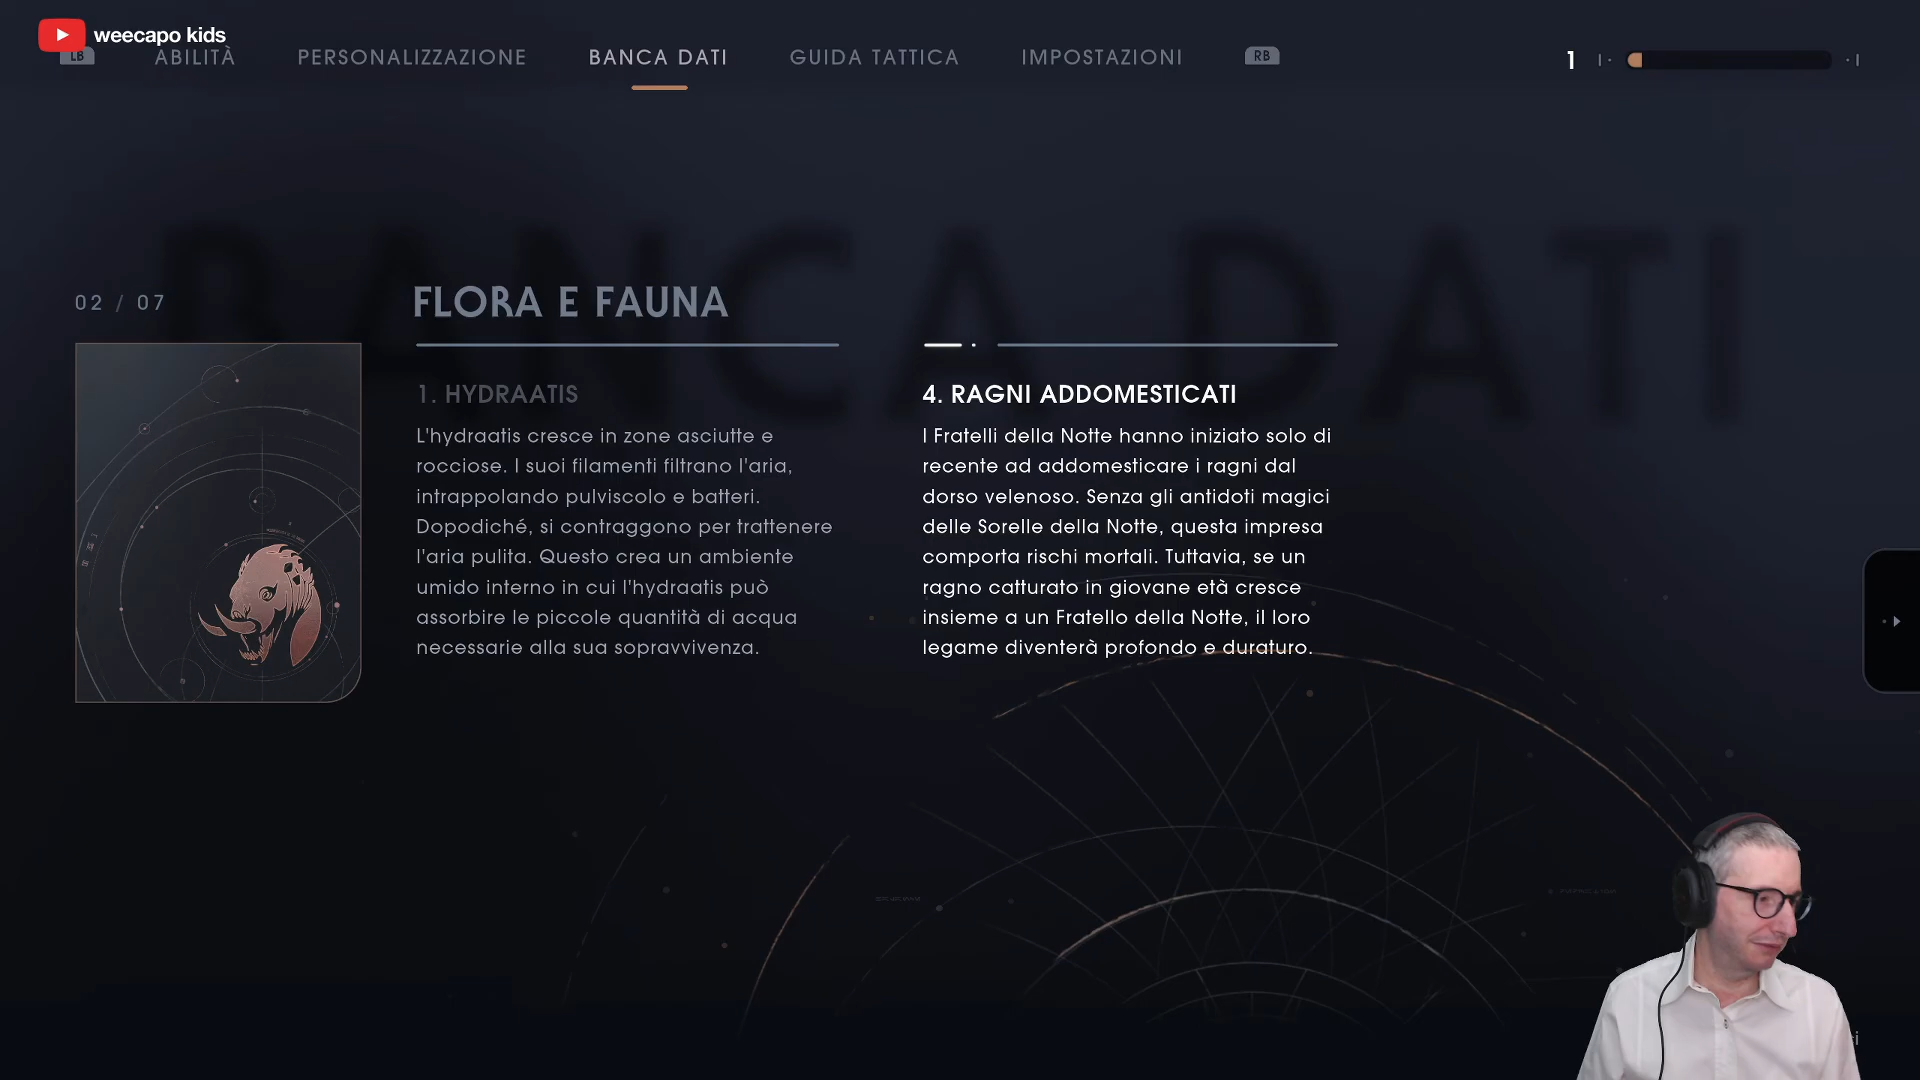 weecapo kids
LB
ABILITÀ
PERSONALIZZAZIONE
BANCA DATI
GUIDA TATTICA
IMPOSTAZIONI
RB
1
BANCA DATI
02 / 07
FLORA E FAUNA
1. HYDRAATIS
L'hydraatis cresce in zone asciutte e
rocciose. I suoi filamenti filtrano l'aria,
intrappolando pulviscolo e batteri.
Dopodiché, si contraggono per trattenere
l'aria pulita. Questo crea un ambiente
umido interno in cui l'hydraatis può
assorbire le piccole quantità di acqua
necessarie alla sua sopravvivenza.
4. RAGNI ADDOMESTICATI
I Fratelli della Notte hanno iniziato solo di
recente ad addomesticare i ragni dal
dorso velenoso. Senza gli antidoti magici
delle Sorelle della Notte, questa impresa
comporta rischi mortali. Tuttavia, se un
ragno catturato in giovane età cresce
insieme a un Fratello della Notte, il loro
legame diventerà profondo e duraturo.